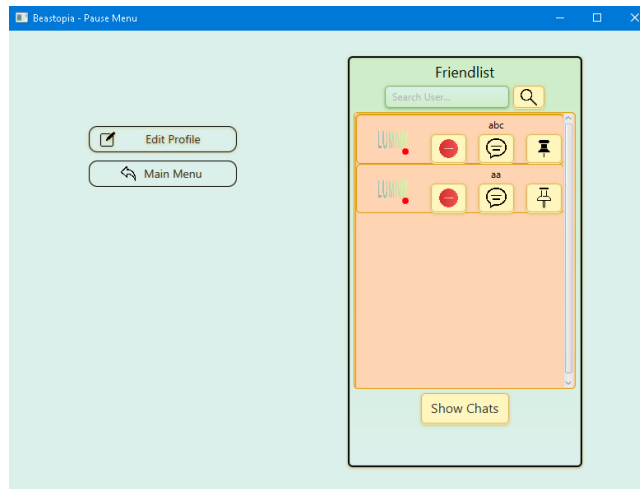 Beastopia - Pause Menu
Friendlist
Search User...
abc
Edit Profile
Main Menu
aa
Show Chats